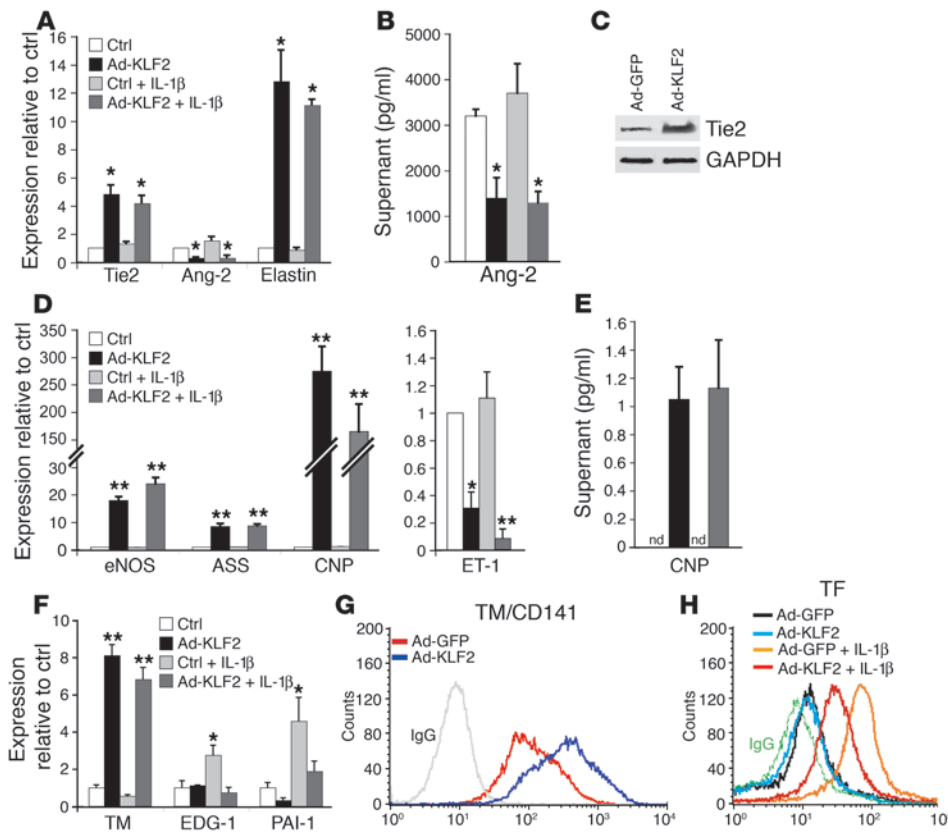 A
Expression relative to ctrl
16
14
12
10
8
6
4
2
0
Ctrl
Ad-KLF2
Ctrl + IL-1β
Ad-KLF2 + IL-1β
*
*
*
*
*
*
Tie2 Ang-2 Elastin
B
Supernant (pg/ml)
5000
4000
3000
2000
1000
0
*
*
Ang-2
C
Ad-GFP
Ad-KLF2
Tie2
GAPDH
D
Expression relative to ctrl
350
300
250
200
150
30
20
10
0
Ctrl
Ad-KLF2
Ctrl + IL-1β
Ad-KLF2 + IL-1β
**
**
**
**
**
**
eNOS ASS CNP
1.6
1.4
1.2
1
0.8
0.6
0.4
0.2
0
*
**
ET-1
E
Supernant (pg/ml)
1.6
1.4
1.2
1
0.8
0.6
0.4
0.2
0
nd
nd
CNP
F
Expression
relative to ctrl
10
8
6
4
2
0
Ctrl
Ad-KLF2
Ctrl + IL-1β
Ad-KLF2 + IL-1β
**
**
*
*
TM EDG-1 PAI-1
G
TM/CD141
Ad-GFP
Ad-KLF2
Counts
200
160
120
80
40
0
IgG
10⁰ 10¹ 10² 10³ 10⁴
H
TF
Ad-GFP
Ad-KLF2
Ad-GFP + IL-1β
Ad-KLF2 + IL-1β
Counts
200
160
120
80
40
0
IgG
10⁰ 10¹ 10² 10³